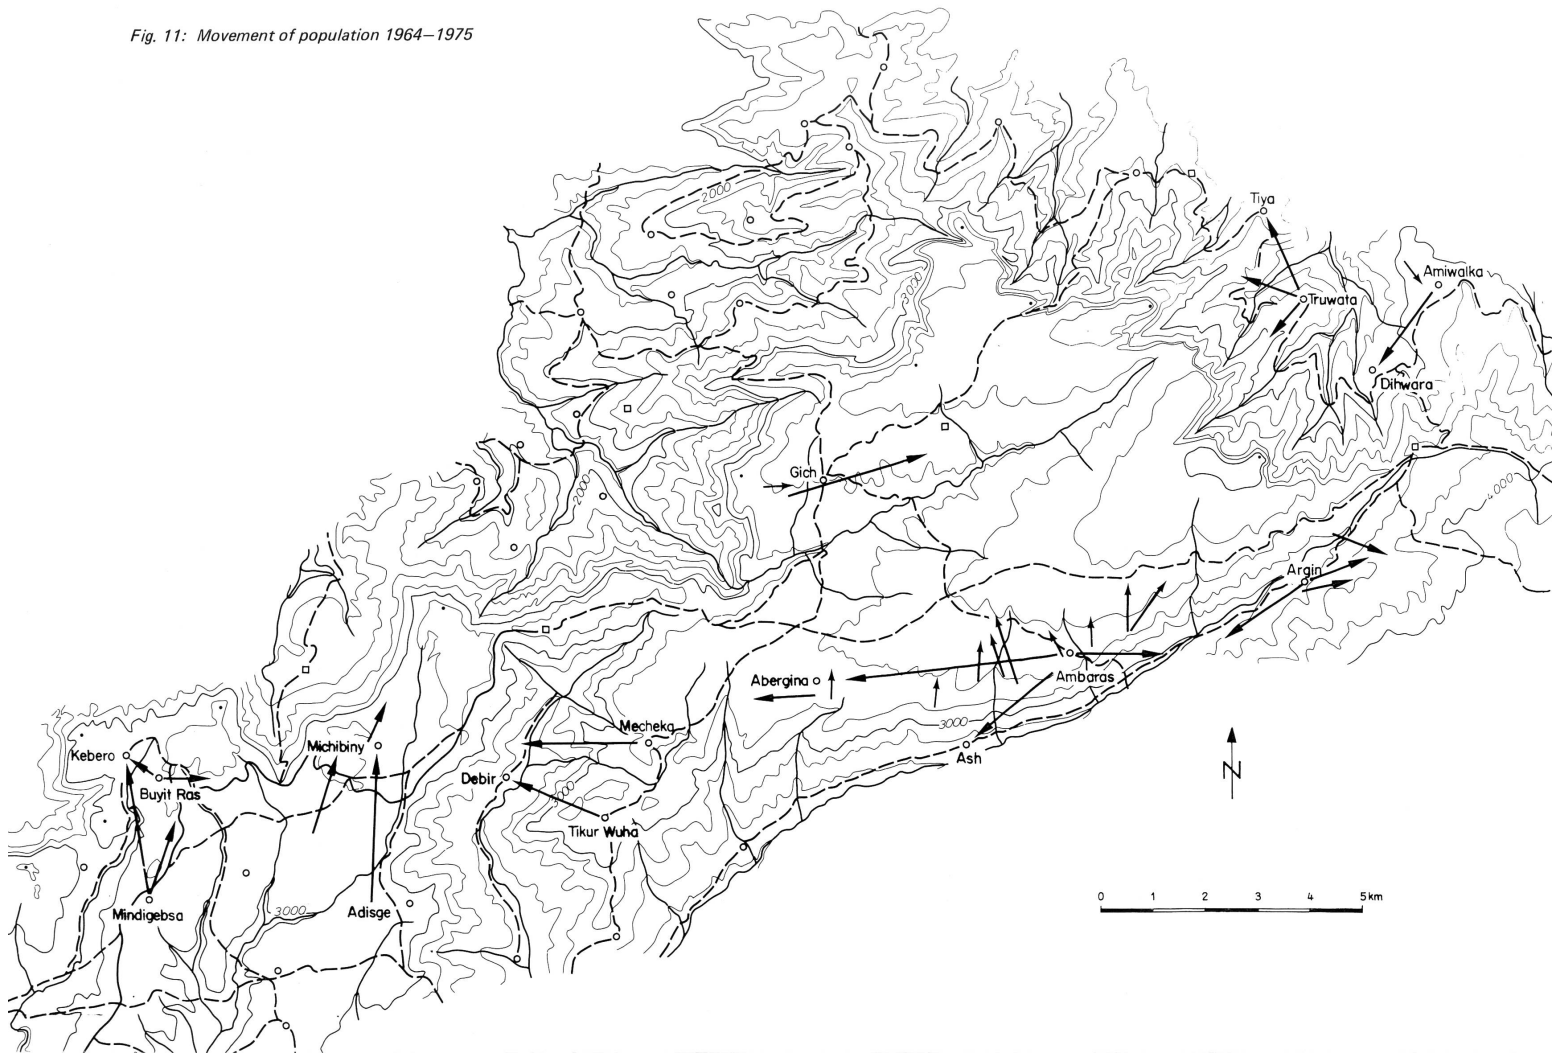 Fig. 11: Movement of population 1964–1975
2000
Tiya
Amiwalka
3000
Truwata
Dihwara
Gich
2000
4000
Argin
Abergina
Ambaras
3000
Mecheka
Michibiny
Kebero
Ash
N
Debir
Buyit Ras
3000
Tikur Wuha
0 1 2 3 4 5 km
3000
Adisge
Mindigebsa